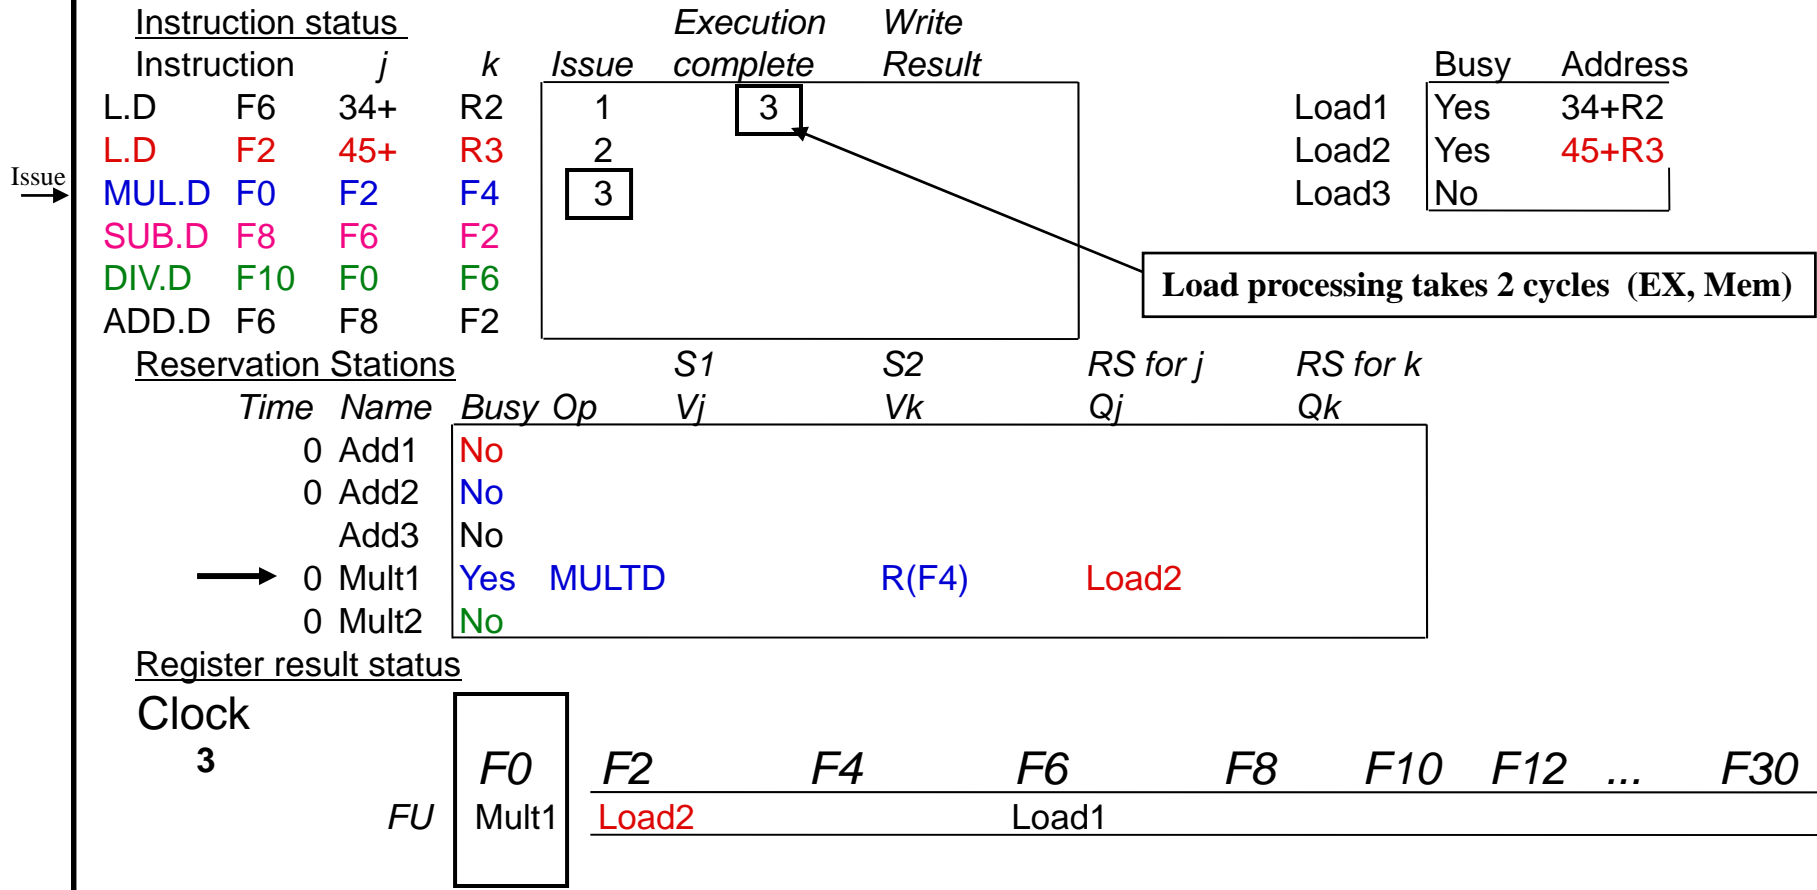 Instruction status Execution Write
Instruction j k Issue complete Result Busy Address
L.D F6 34+ R2 1 3 Load1 Yes 34+R2
L.D F2 45+ R3 2 Load2 Yes 45+R3
Issue MUL.D F0 F2 F4 3 Load3 No
SUB.D F8 F6 F2
DIV.D F10 F0 F6 Load processing takes 2 cycles (EX, Mem)
ADD.D F6 F8 F2
Reservation Stations S1 S2 RS for j RS for k
Time Name Busy Op Vj Vk Qj Qk
0 Add1 No
0 Add2 No
Add3 No
0 Mult1 Yes MULTD R(F4) Load2
0 Mult2 No
Register result status
Clock
3 F0 F2 F4 F6 F8 F10 F12 ... F30
FU Mult1 Load2 Load1